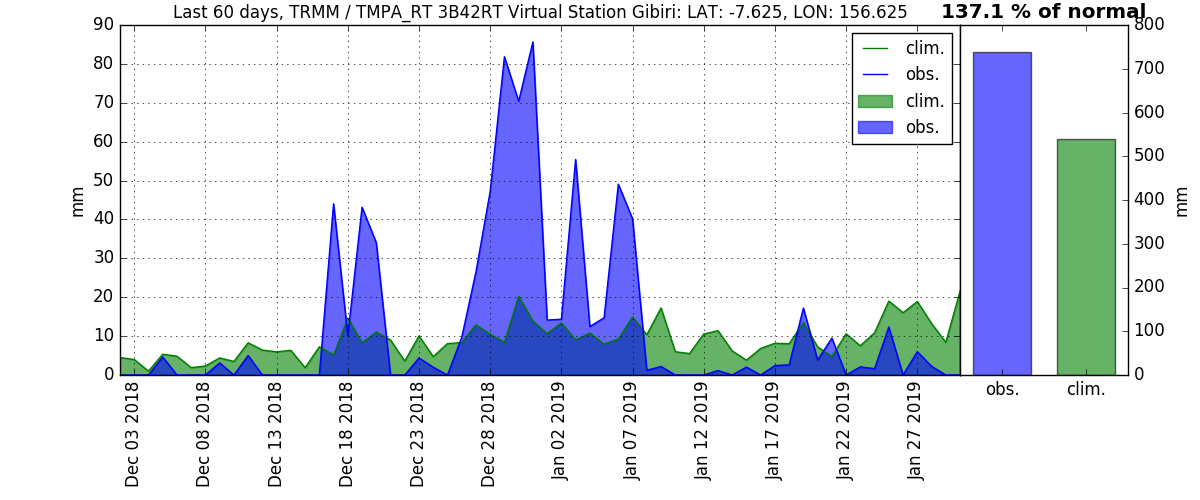 Last 60 days, TRMM / TMPA_RT 3B42RT Virtual Station Gibiri: LAT: -7.625, LON: 156.625
137.1 % of normal
90
80
70
60
50
40
30
20
10
0
mm
clim.
obs.
clim.
obs.
Dec 03 2018
Dec 08 2018
Dec 13 2018
Dec 18 2018
Dec 23 2018
Dec 28 2018
Jan 02 2019
Jan 07 2019
Jan 12 2019
Jan 17 2019
Jan 22 2019
Jan 27 2019
800
700
600
500
400
300
200
100
0
mm
obs.
clim.